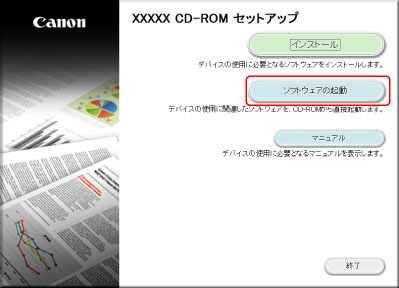 Canon
XXXXX CD-ROM セットアップ
インストール
デバイスの使用に必要となるソフトウェアをインストールします。
ソフトウェアの起動
デバイスの使用に関連したソフトウェアを、CD-ROMから直接起動します。
マニュアル
デバイスの使用に必要となるマニュアルを表示します。
終了